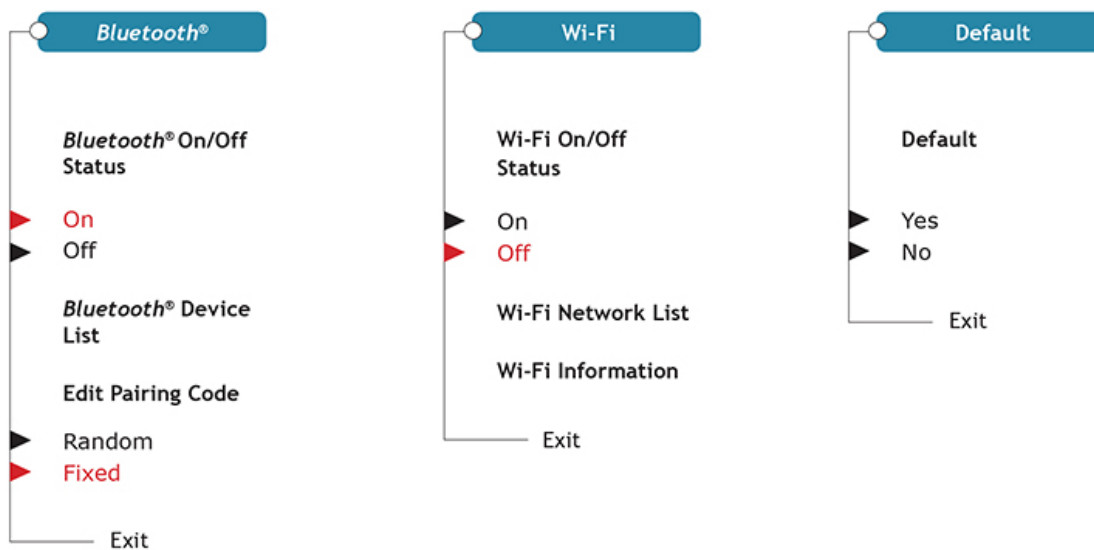 Bluetooth®
Bluetooth® On/Off
Status
On
Off
Bluetooth® Device
List
Edit Pairing Code
Random
Fixed
Exit
Wi-Fi
Wi-Fi On/Off
Status
On
Off
Wi-Fi Network List
Wi-Fi Information
Exit
Default
Default
Yes
No
Exit